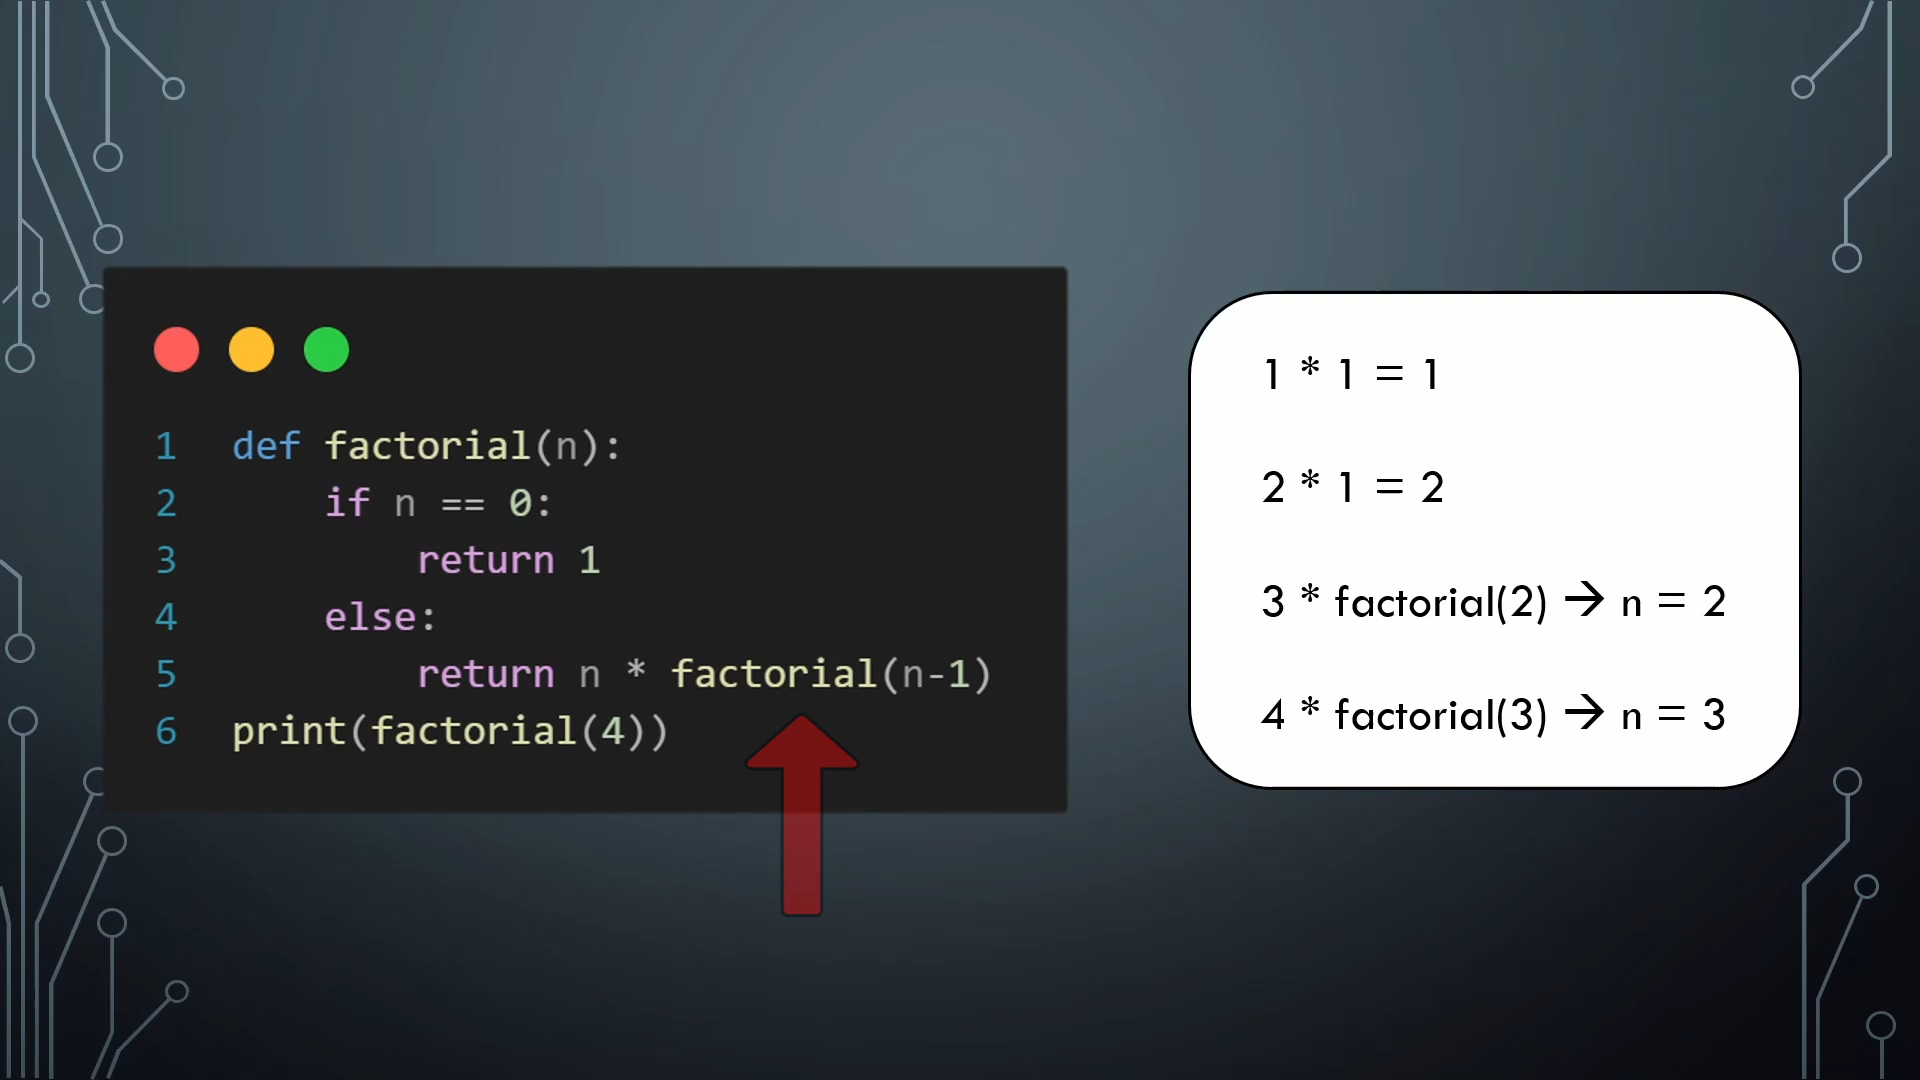 1 def factorial(n):
2     if n == 0:
3         return 1
4     else:
5         return n * factorial(n-1)
6 print(factorial(4))
1 * 1 = 1
2 * 1 = 2
3 * factorial(2) → n = 2
4 * factorial(3) → n = 3